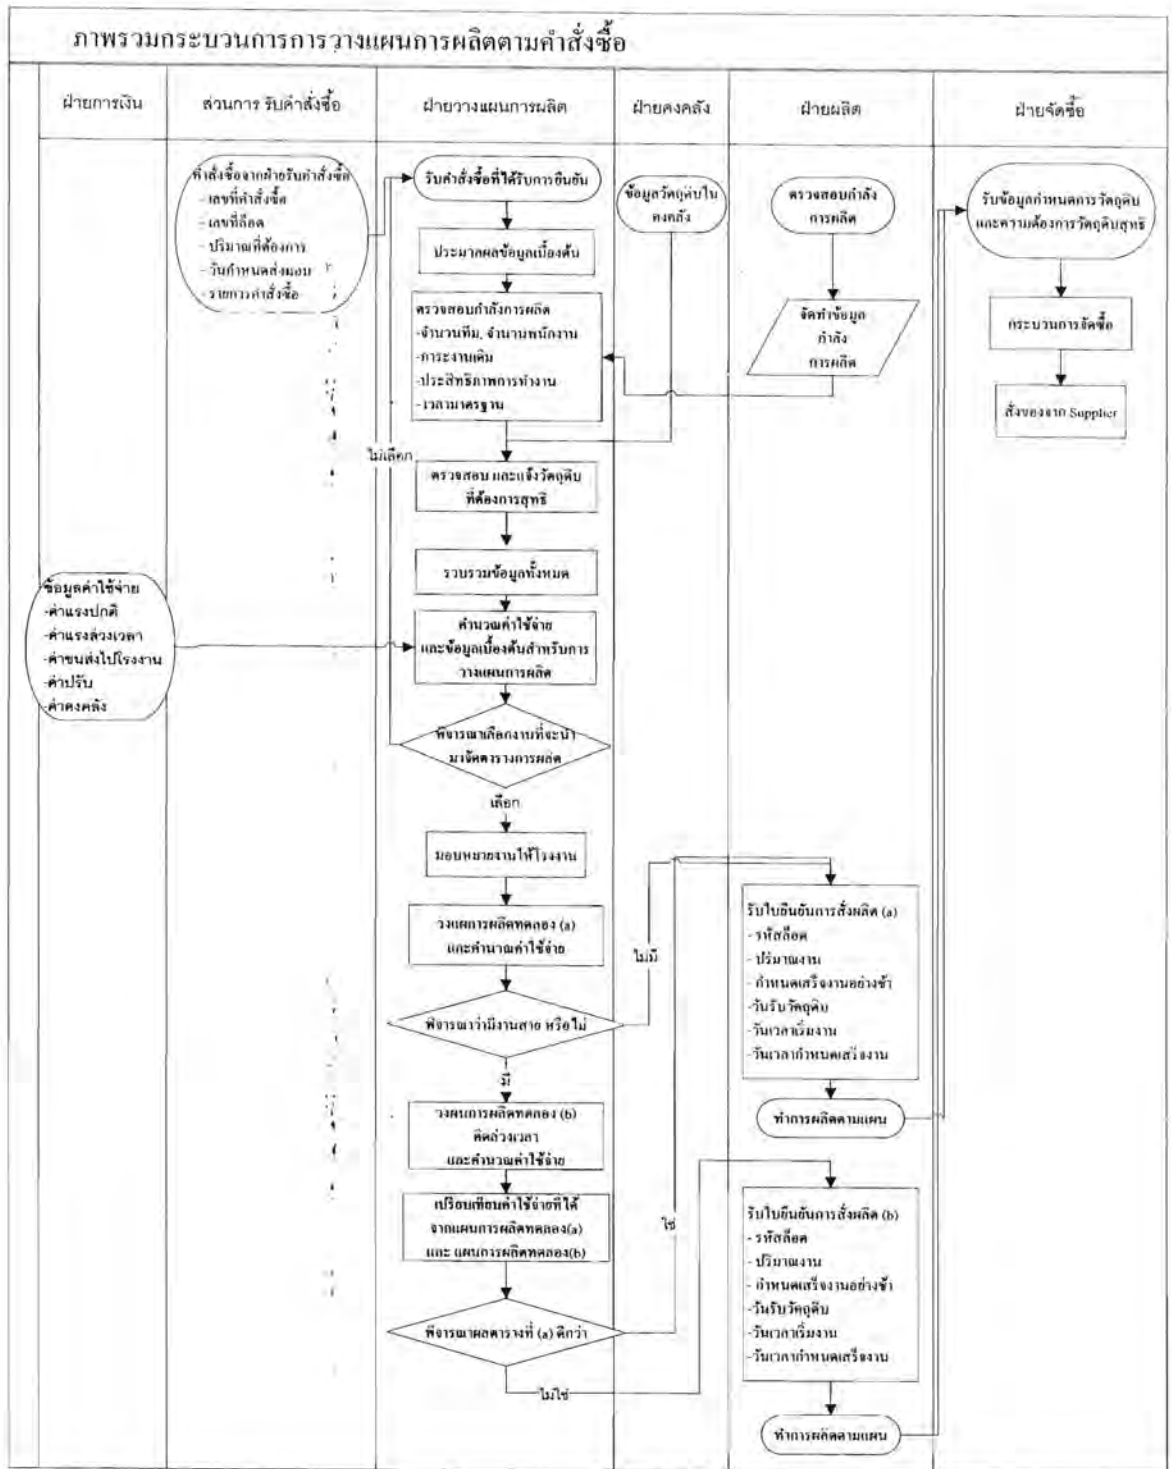 ภาพรวมกระบวนการการวางแผนการผลิตตามคำสั่งซื้อ
ฝ่ายการเงิน
ส่วนการ รับคำสั่งซื้อ
ฝ่ายวางแผนการผลิต
ฝ่ายคงคลัง
ฝ่ายผลิต
ฝ่ายจัดซื้อ
คำสั่งซื้อจากฝ่ายรับคำสั่งซื้อ
- เลขที่คำสั่งซื้อ
- เลขที่ล็อต
- ปริมาณที่ต้องการ
- วันกำหนดส่งมอบ
- รายการคำสั่งซื้อ
รับคำสั่งซื้อที่ได้รับการยืนยัน
ประมาลผลข้อมูลเบื้องต้น
ตรวจสอบกำลังการผลิต
-จำนวนทีม, จำนวนพนักงาน
-ภาระงานเดิม
-ประสิทธิภาพการทำงาน
-เวลามาตรฐาน
ข้อมูลวัตถุดิบใน
คงคลัง
ตรวจสอบกำลัง
การผลิต
จัดทำข้อมูล
กำลัง
การผลิต
รับข้อมูลกำหนดการวัตถุดิบ
และความต้องการวัตถุดิบสุทธิ
กระบวนการจัดซื้อ
สั่งของจาก Supplier
ไม่เลือก
ตรวจสอบ และแจ้งวัตถุดิบ
ที่ต้องการสุทธิ
รวบรวมข้อมูลทั้งหมด
ข้อมูลค่าใช้จ่าย
-ค่าแรงปกติ
-ค่าแรงล่วงเวลา
-ค่าขนส่งไปโรงงาน
-ค่าปรับ
-ค่าคงคลัง
คำนวณค่าใช้จ่าย
และข้อมูลเบื้องต้นสำหรับการ
วางแผนการผลิต
พิจารณาเลือกงานที่จะนำ
มาจัดตารางการผลิต
เลือก
มอบหมายงานให้โรงงาน
วงแผการผลิตทดลอง (a)
และคำนวณค่าใช้จ่าย
ไม่มี
พิจารณาว่ามีงานสาย หรือไม่
มี
วงผนการผลิตทดลอง (b)
คิดล่วงเวลา
และคำนวณค่าใช้จ่าย
เปรียบเทียบค่าใช้จ่ายที่ได้
จากแผนการผลิตทดลอง(a)
และ แผนการผลิตทดลอง(b)
ใช่
พิจารณาผลตารางที่ (a) ดีกว่า
ไม่ใช่
รับใบยืนยันการสั่งผลิต (a)
- รหัสล็อต
- ปริมาณงาน
- กำหนดเสร็จงานอย่างช้า
-วันรับวัตถุดิบ
-วันเวลาเริ่มงาน
-วันเวลากำหนดเสร็จงาน
ทำการผลิตตามแผน
รับใบยืนยันการสั่งผลิต (b)
- รหัสล็อต
- ปริมาณงาน
- กำหนดเสร็จงานอย่างช้า
-วันรับวัตถุดิบ
-วันเวลาเริ่มงาน
-วันเวลากำหนดเสร็จงาน
ทำการผลิตตามแผน